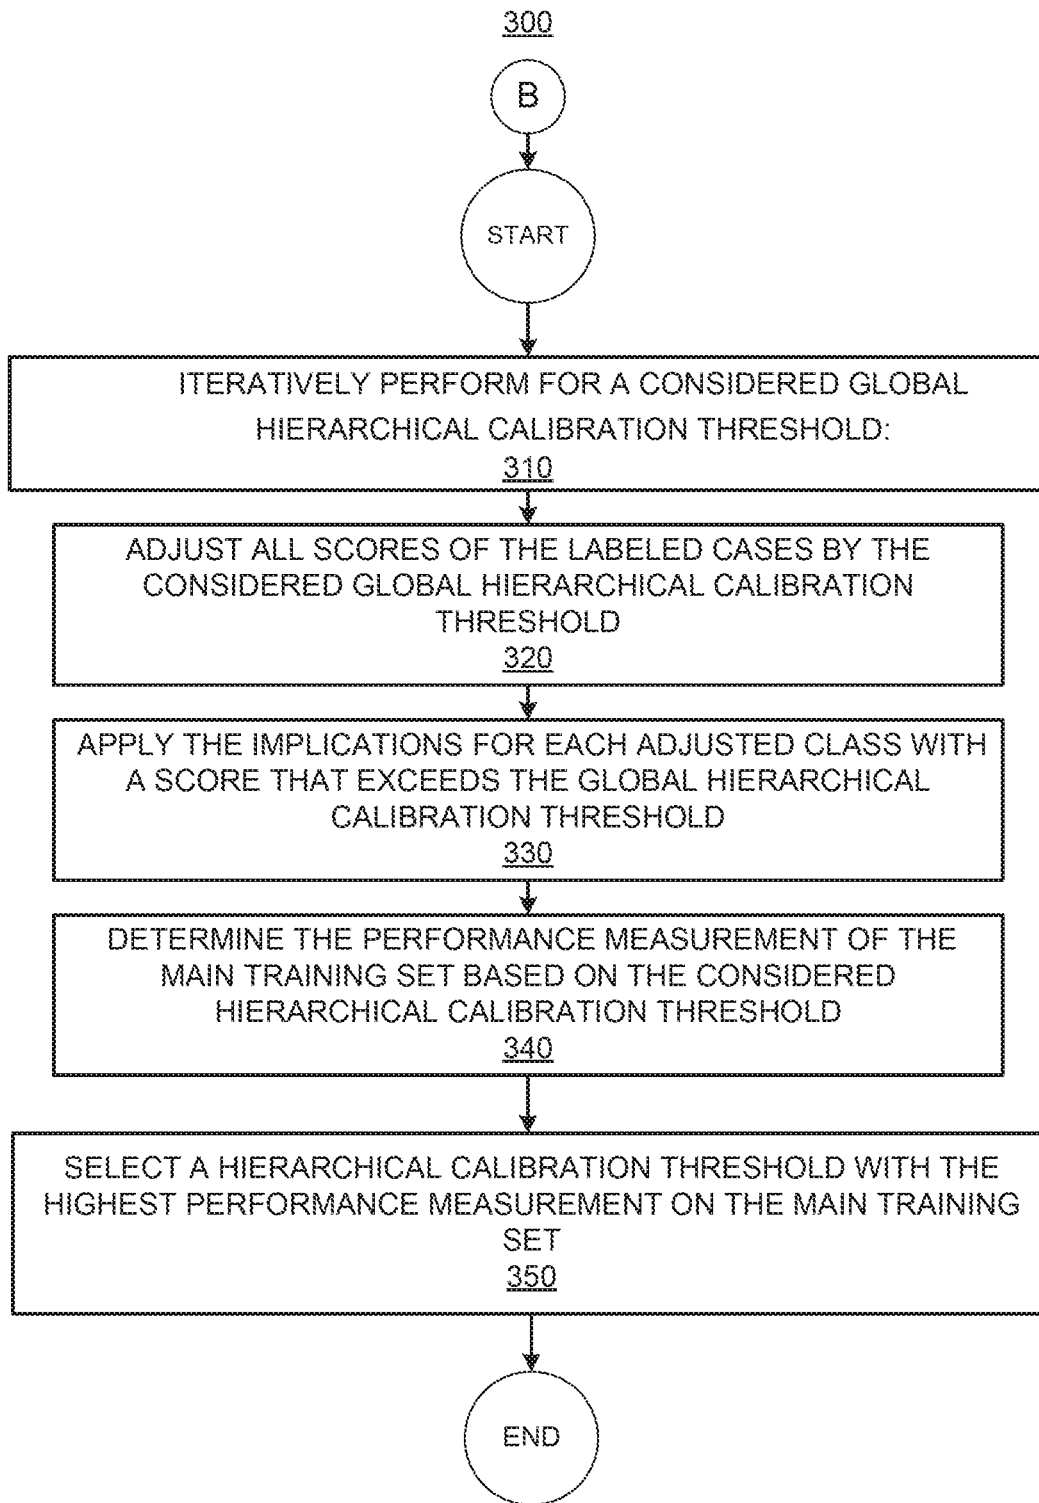 300
B
START
ITERATIVELY PERFORM FOR A CONSIDERED GLOBAL
HIERARCHICAL CALIBRATION THRESHOLD:
310
ADJUST ALL SCORES OF THE LABELED CASES BY THE
CONSIDERED GLOBAL HIERARCHICAL CALIBRATION
THRESHOLD
320
APPLY THE IMPLICATIONS FOR EACH ADJUSTED CLASS WITH
A SCORE THAT EXCEEDS THE GLOBAL HIERARCHICAL
CALIBRATION THRESHOLD
330
DETERMINE THE PERFORMANCE MEASUREMENT OF THE
MAIN TRAINING SET BASED ON THE CONSIDERED
HIERARCHICAL CALIBRATION THRESHOLD
340
SELECT A HIERARCHICAL CALIBRATION THRESHOLD WITH THE
HIGHEST PERFORMANCE MEASUREMENT ON THE MAIN TRAINING
SET
350
END